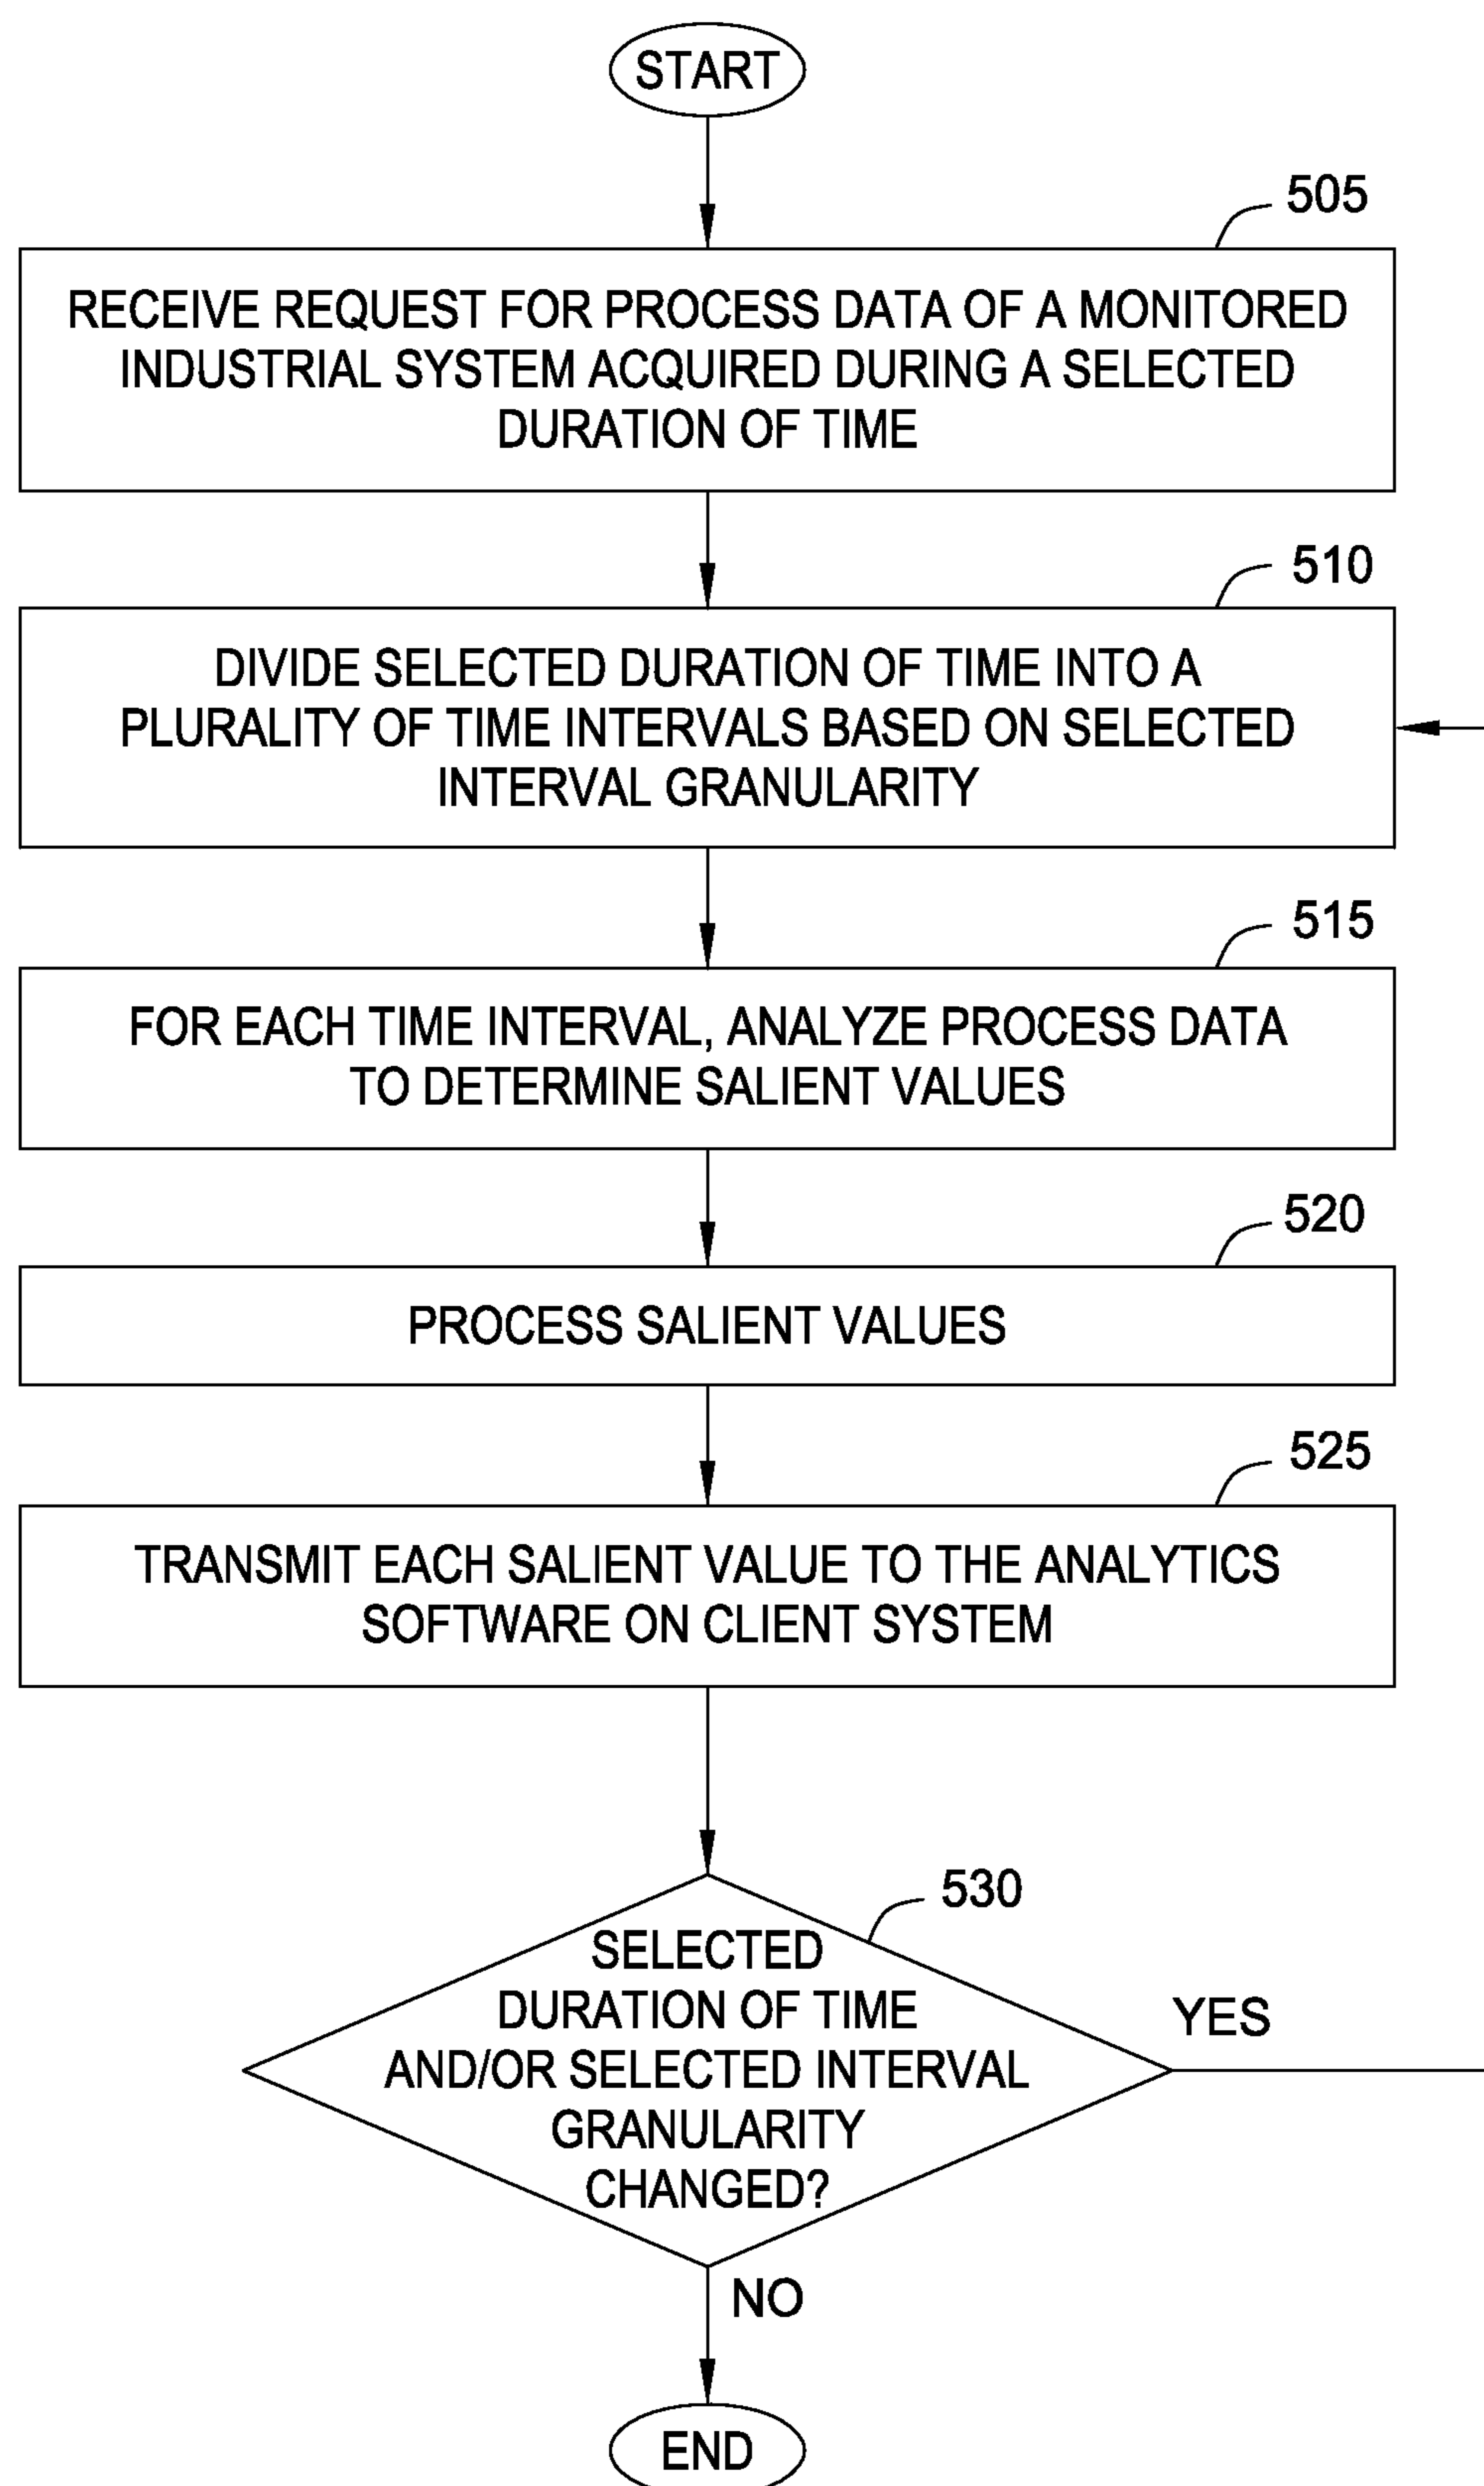 START
505
RECEIVE REQUEST FOR PROCESS DATA OF A MONITORED
INDUSTRIAL SYSTEM ACQUIRED DURING A SELECTED
DURATION OF TIME
510
DIVIDE SELECTED DURATION OF TIME INTO A
PLURALITY OF TIME INTERVALS BASED ON SELECTED
INTERVAL GRANULARITY
515
FOR EACH TIME INTERVAL, ANALYZE PROCESS DATA
TO DETERMINE SALIENT VALUES
520
PROCESS SALIENT VALUES
525
TRANSMIT EACH SALIENT VALUE TO THE ANALYTICS
SOFTWARE ON CLIENT SYSTEM
530
SELECTED
DURATION OF TIME
AND/OR SELECTED INTERVAL
GRANULARITY
CHANGED?
YES
NO
END